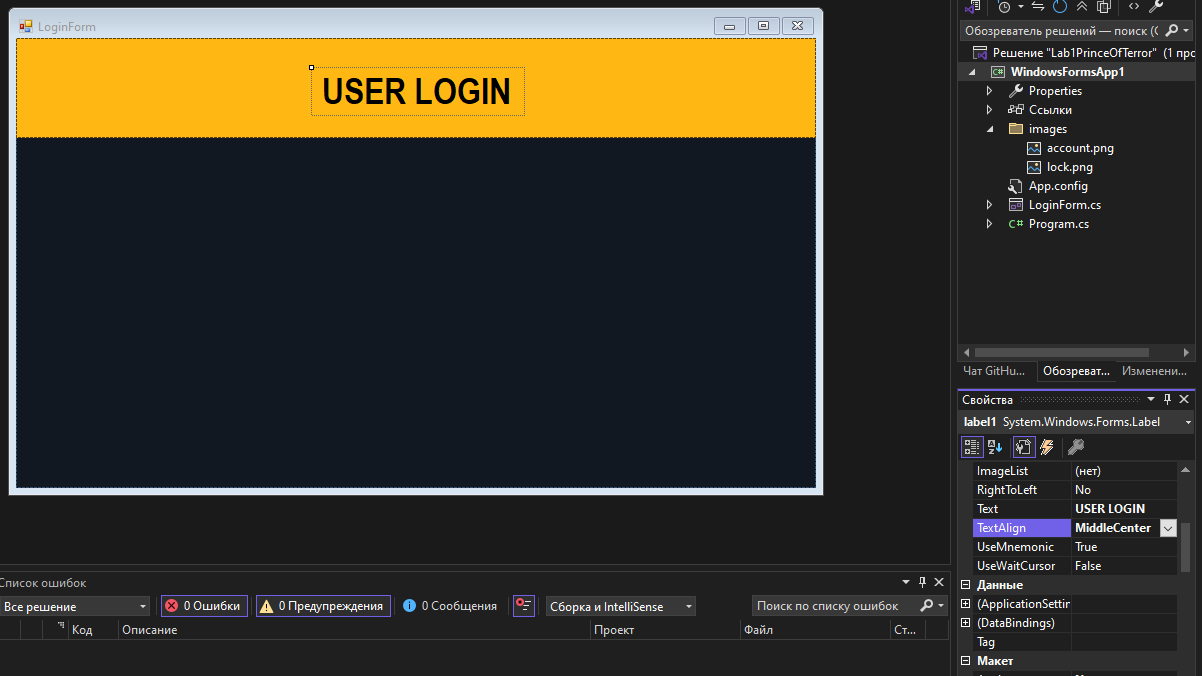 LoginForm
USER LOGIN
Обозреватель решений — поиск (
Решение "Lab1PrinceOfTerror" (1 про
C# WindowsFormsApp1
Properties
Ссылки
images
account.png
lock.png
App.config
LoginForm.cs
C# Program.cs
Чат GitHu... Обозреват... Изменени...
Свойства
label1 System.Windows.Forms.Label
ImageList (нет)
RightToLeft No
Text USER LOGIN
TextAlign MiddleCenter
UseMnemonic True
UseWaitCursor False
Данные
(ApplicationSettin
(DataBindings)
Tag
Макет
Список ошибок
Все решение 0 Ошибки 0 Предупреждения 0 Сообщения Сборка и IntelliSense Поиск по списку ошибок
Код Описание Проект Файл Ст...